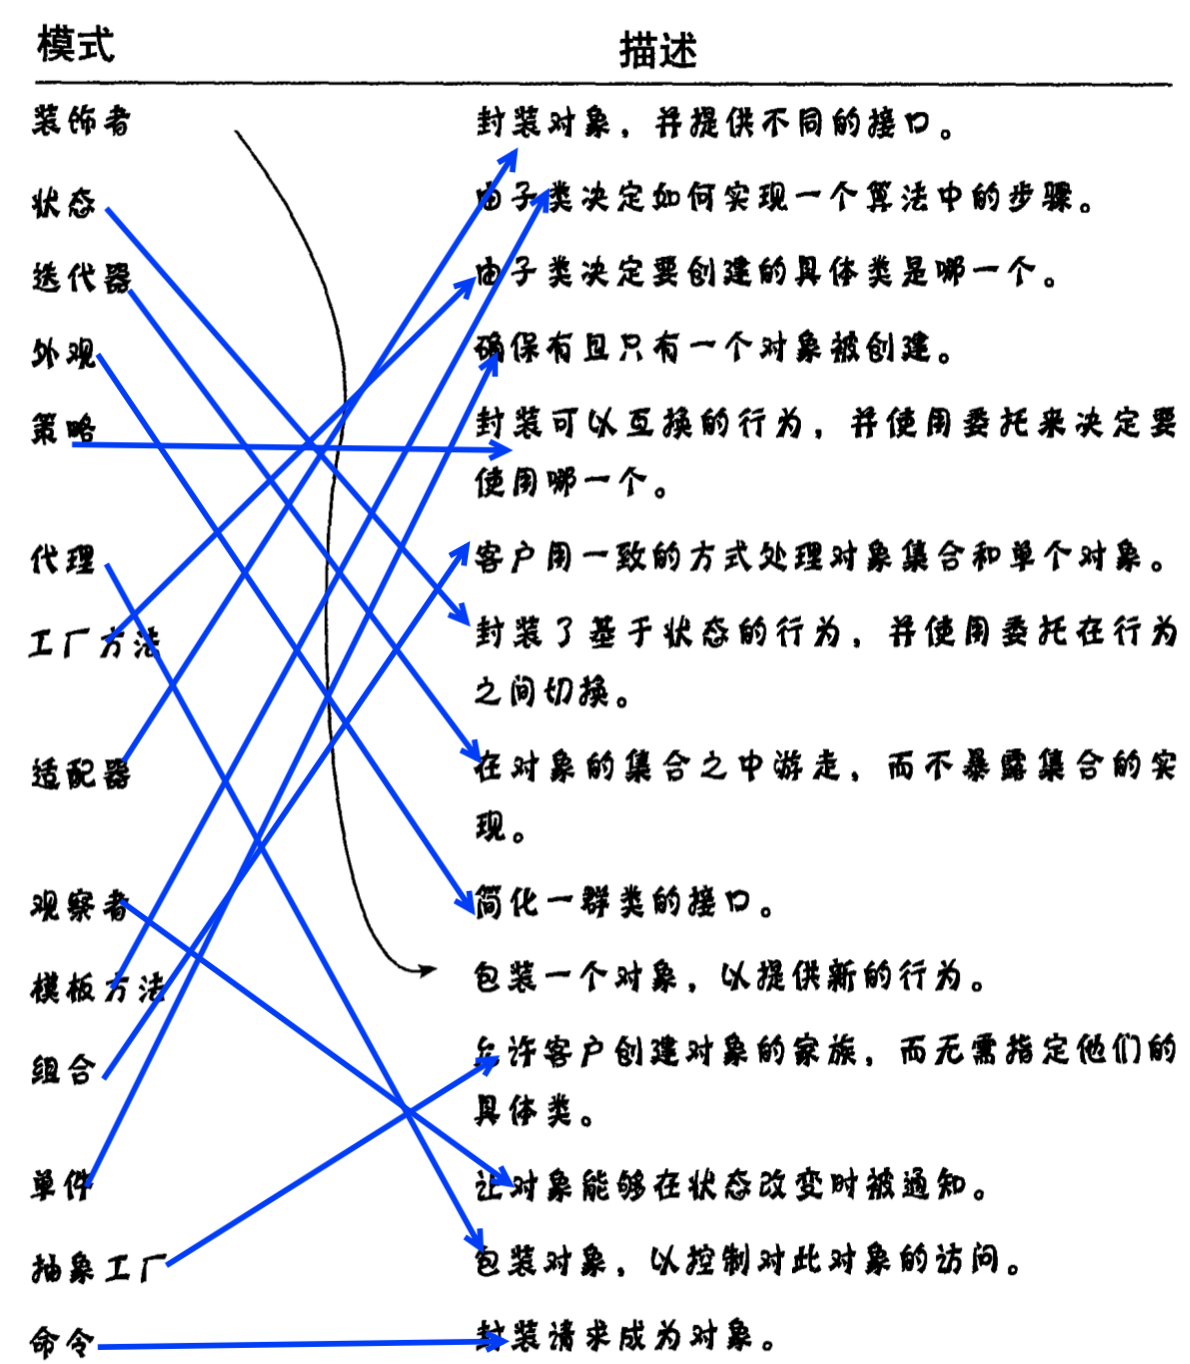 模式
描述
装饰者
封装对象，并提供不同的接口。
状态
由子类决定如何实现一个算法中的步骤。
迭代器
由子类决定要创建的具体类是哪一个。
外观
确保有且只有一个对象被创建。
策略
封装可以互换的行为，并使用委托来决定要
使用哪一个。
代理
客户用一致的方式处理对象集合和单个对象。
工厂方法
封装了基于状态的行为，并使用委托在行为
之间切换。
适配器
在对象的集合之中游走，而不暴露集合的实
现。
观察者
简化一群类的接口。
模板方法
包装一个对象，以提供新的行为。
组合
允许客户创建对象的家族，而无需指定他们的
具体类。
单件
让对象能够在状态改变时被通知。
抽象工厂
包装对象，以控制对此对象的访问。
命令
封装请求成为对象。